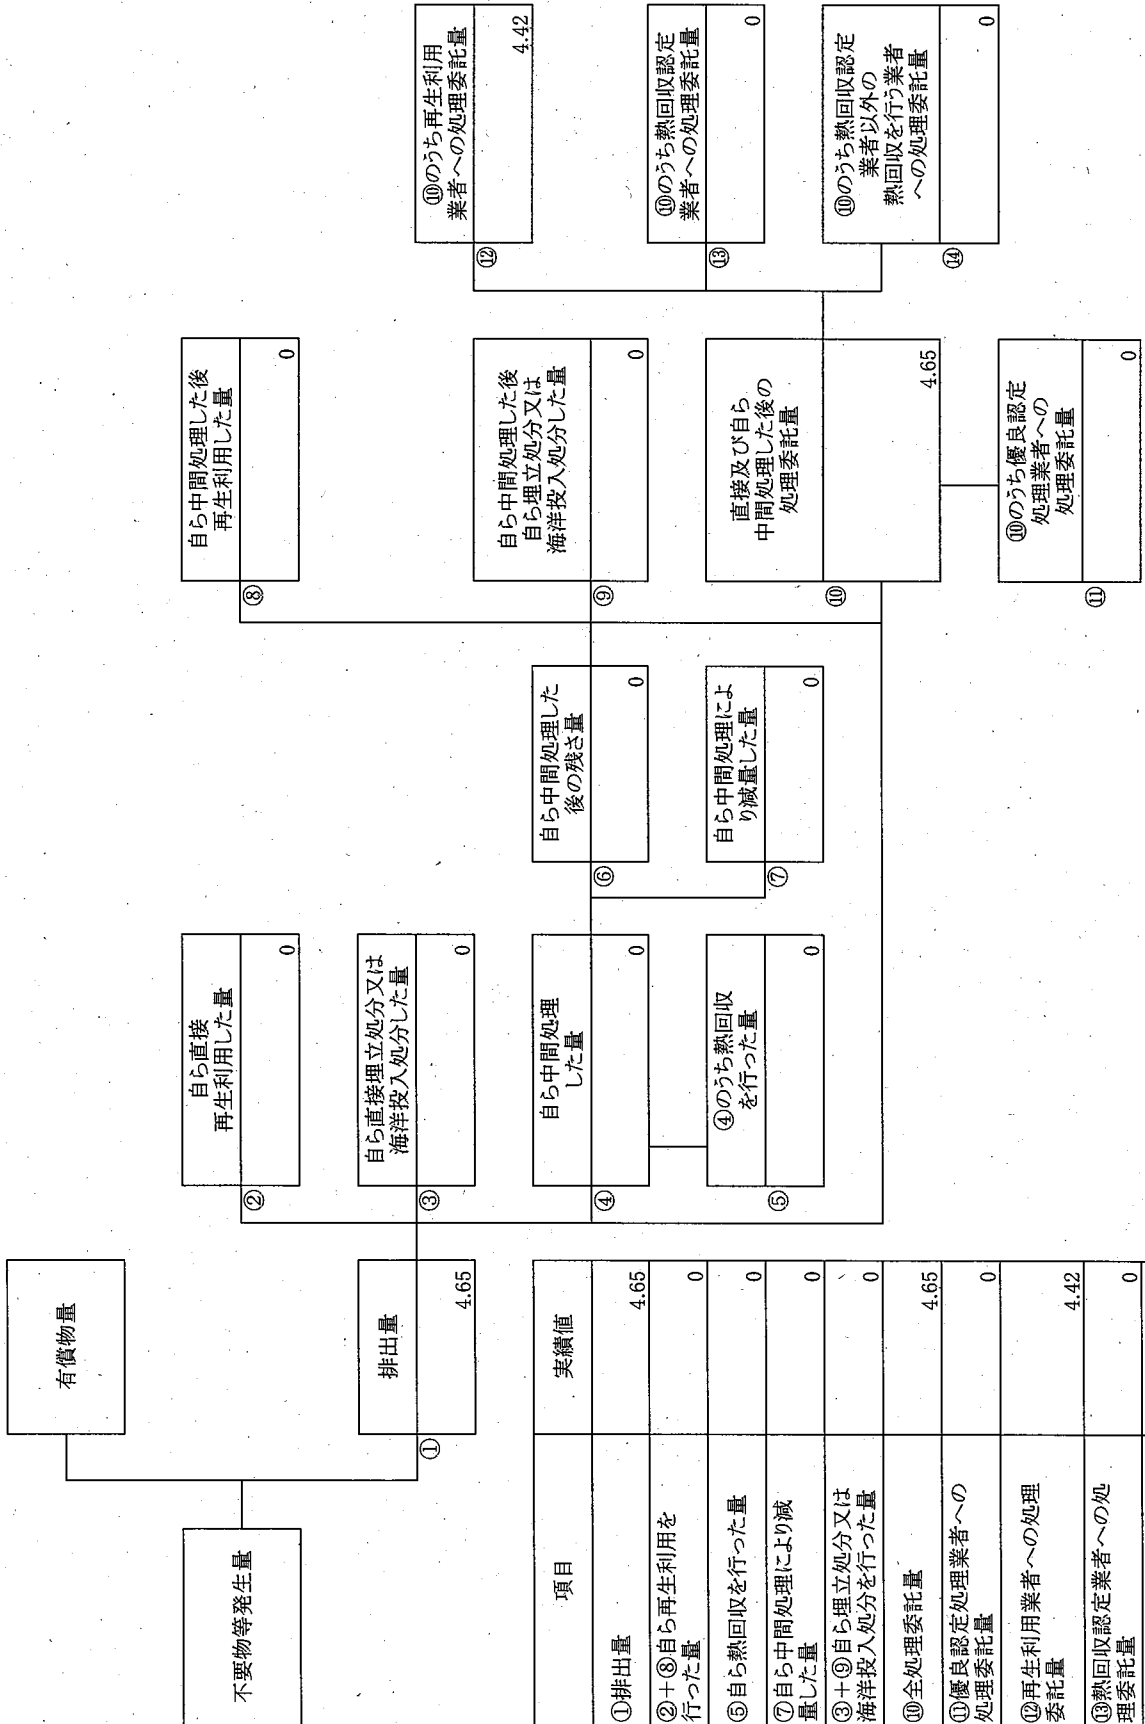 不要物等発生量
有償物量
排出量
①
4.65
自ら直接
再生利用した量
②
0
自ら直接埋立処分又は
海洋投入処分した量
③
0
自ら中間処理
した量
④
0
④のうち熱回収
を行った量
⑤
0
自ら中間処理した
後の残さ量
⑥
0
自ら中間処理によ
り減量した量
⑦
0
自ら中間処理した後
再生利用した量
⑧
0
自ら中間処理した後
自ら埋立処分又は
海洋投入処分した量
⑨
0
直接及び自ら
中間処理した後の
処理委託量
⑩
4.65
⑩のうち優良認定
処理業者への
処理委託量
⑪
0
⑩のうち再生利用
業者への処理委託量
⑫
4.42
⑩のうち熱回収認定
業者への処理委託量
⑬
0
⑩のうち熱回収認定
業者以外の
熱回収を行う業者
への処理委託量
⑭
0
項目 実績値
①排出量 4.65
②+⑧自ら再生利用を
行った量 0
⑤自ら熱回収を行った量 0
⑦自ら中間処理により減
量した量 0
③+⑨自ら埋立処分又は
海洋投入処分を行った量 0
⑩全処理委託量 4.65
⑪優良認定処理業者への
処理委託量 0
⑫再生利用業者への処理
委託量 4.42
⑬熱回収認定業者への処
理委託量 0